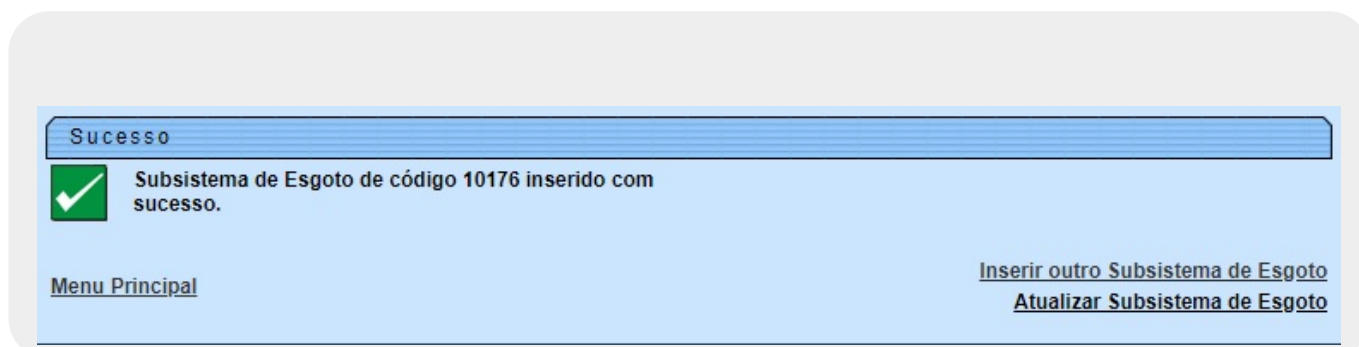 Sucesso
Subsistema de Esgoto de código 10176 inserido com
sucesso.
Menu Principal
Inserir outro Subsistema de Esgoto
Atualizar Subsistema de Esgoto